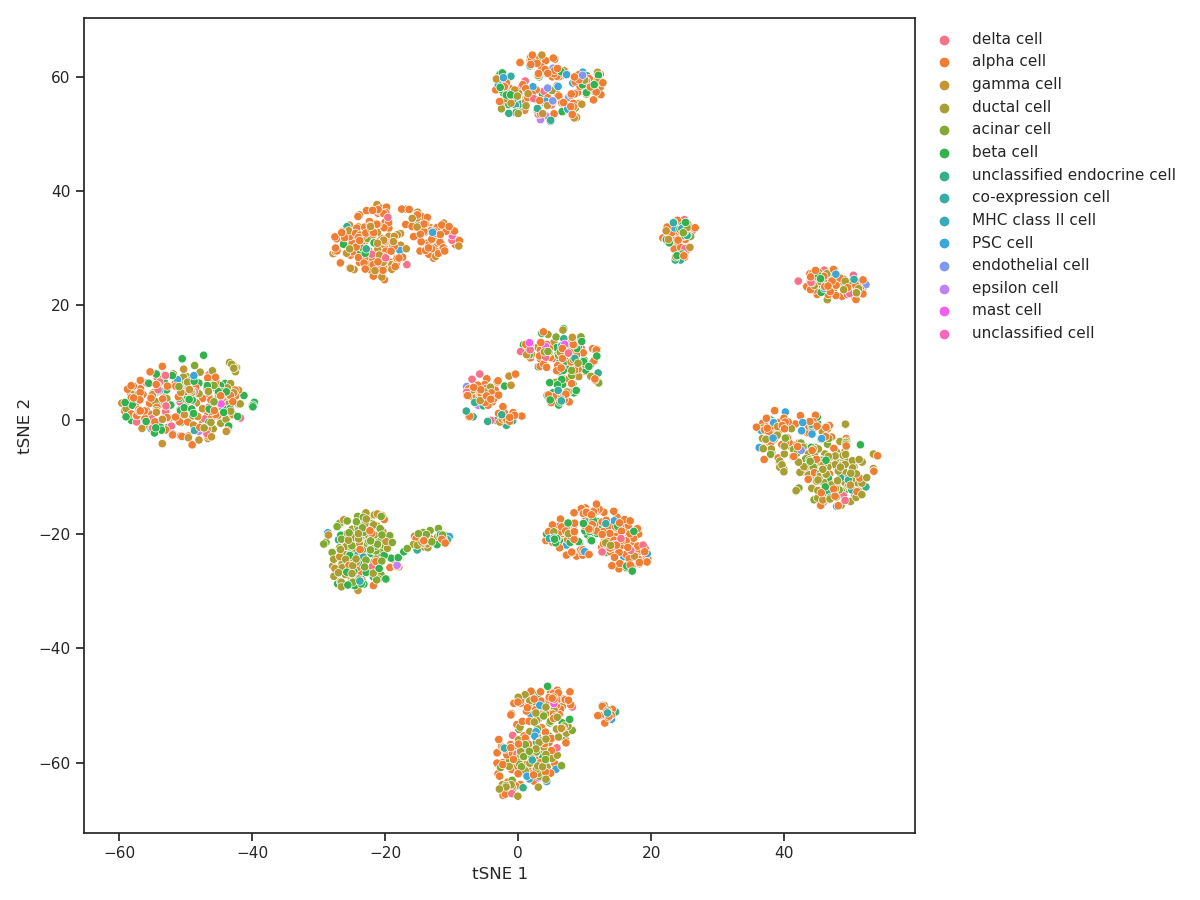 delta cell
alpha cell
gamma cell
ductal cell
acinar cell
beta cell
unclassified endocrine cell
co-expression cell
MHC class II cell
PSC cell
endothelial cell
epsilon cell
mast cell
unclassified cell
60
40
20
0
−20
−40
−60
tSNE 2
−60 −40 −20 0 20 40
tSNE 1